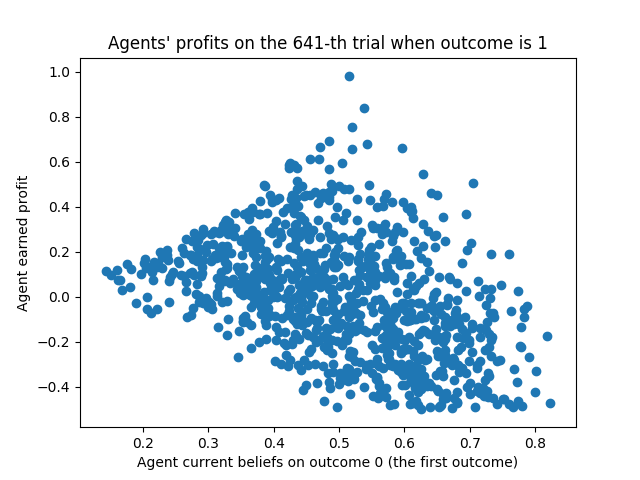 Agents' profits on the 641-th trial when outcome is 1
1.0
0.8
0.6
0.4
0.2
0.0
−0.2
−0.4
Agent earned profit
0.2 0.3 0.4 0.5 0.6 0.7 0.8
Agent current beliefs on outcome 0 (the first outcome)